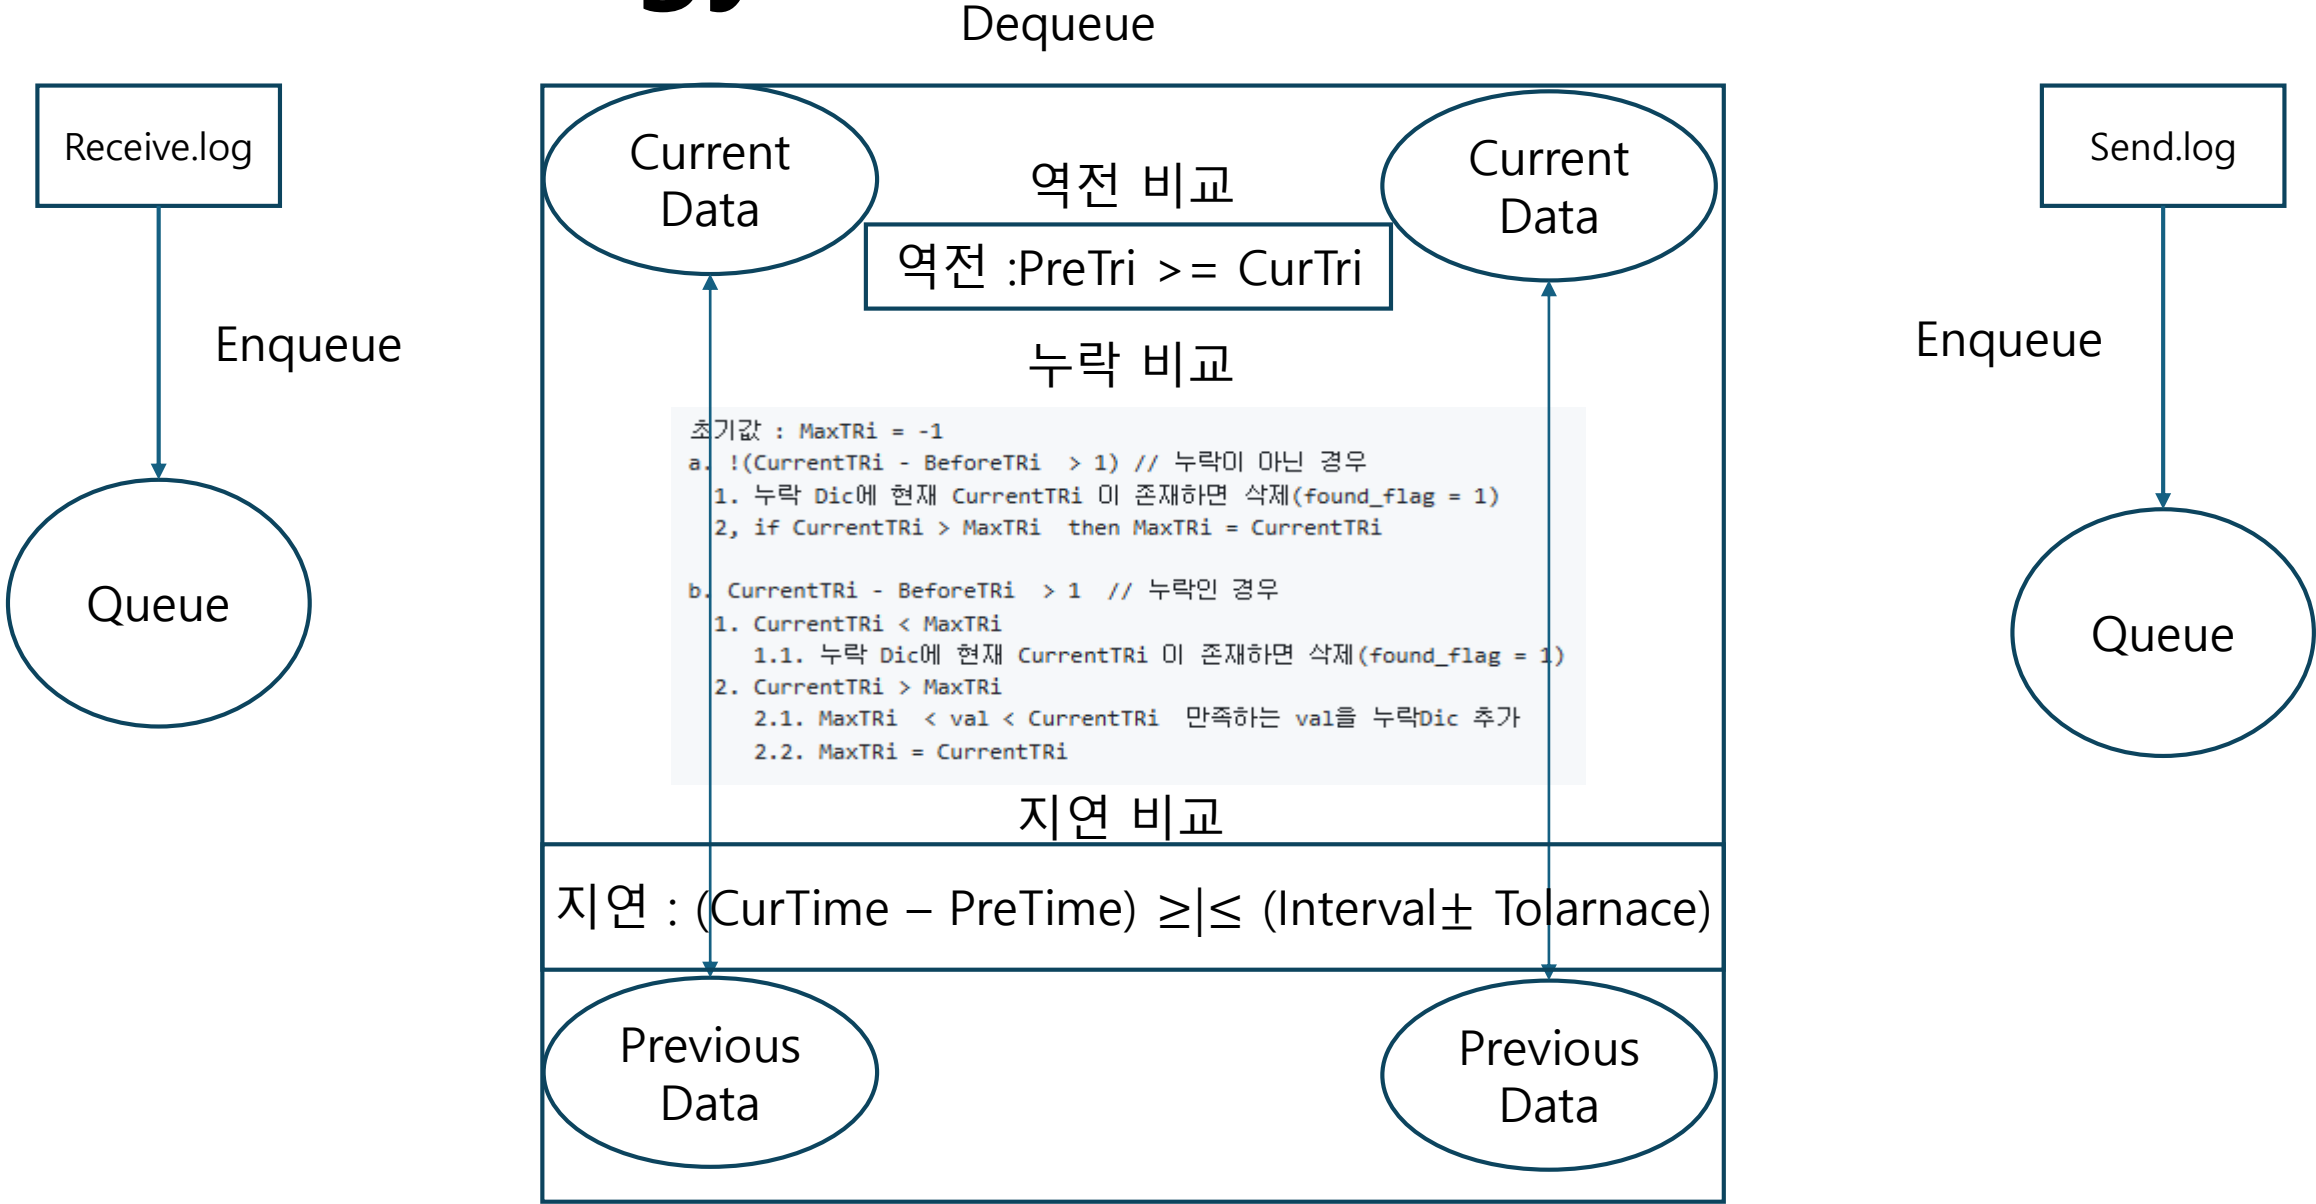 gy
Dequeue
Receive.log
Current
Data
역전 비교
Current
Data
Send.log
역전 :PreTri >= CurTri
Enqueue
Enqueue
누락 비교
초기값 : MaxTRi = -1
a. !(CurrentTRi - BeforeTRi  > 1) // 누락이 아닌 경우
1. 누락 Dic에 현재 CurrentTRi 이 존재하면 삭제(found_flag = 1)
2, if CurrentTRi > MaxTRi  then MaxTRi = CurrentTRi
b. CurrentTRi - BeforeTRi  > 1  // 누락인 경우
1. CurrentTRi < MaxTRi
1.1. 누락 Dic에 현재 CurrentTRi 이 존재하면 삭제(found_flag = 1)
2. CurrentTRi > MaxTRi
2.1. MaxTRi  < val < CurrentTRi  만족하는 val을 누락Dic 추가
2.2. MaxTRi = CurrentTRi
Queue
Queue
지연 비교
지연 : (CurTime – PreTime) ≥|≤ (Interval± Tolarnace)
Previous
Data
Previous
Data